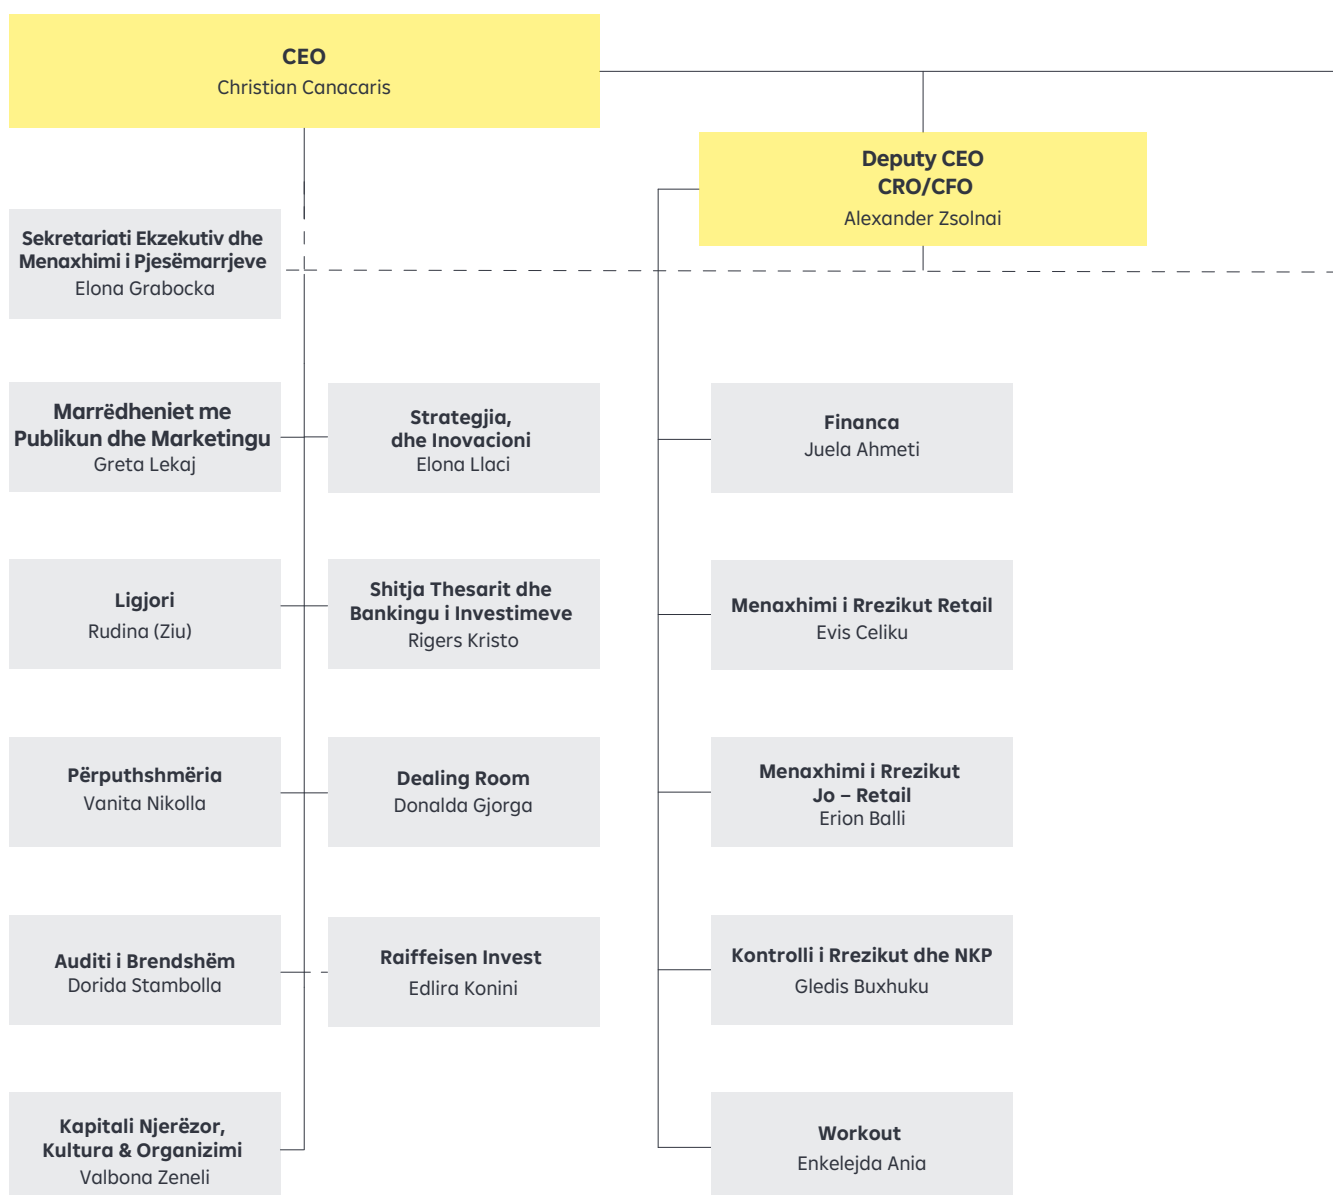 CEO
Christian Canacaris
Deputy CEO
CRO/CFO
Alexander Zsolnai
Sekretariati Ekzekutiv dhe
Menaxhimi i Pjesëmarrjeve
Elona Grabocka
Marrëdheniet me
Publikun dhe Marketingu
Greta Lekaj
Strategjia,
dhe Inovacioni
Elona Llaci
Financa
Juela Ahmeti
Ligjori
Rudina (Ziu)
Shitja Thesarit dhe
Bankingu i Investimeve
Rigers Kristo
Menaxhimi i Rrezikut Retail
Evis Celiku
Përputhshmëria
Vanita Nikolla
Dealing Room
Donalda Gjorga
Menaxhimi i Rrezikut
Jo – Retail
Erion Balli
Auditi i Brendshëm
Dorida Stambolla
Raiffeisen Invest
Edlira Konini
Kontrolli i Rrezikut dhe NKP
Gledis Buxhuku
Kapitali Njerëzor,
Kultura & Organizimi
Valbona Zeneli
Workout
Enkelejda Ania